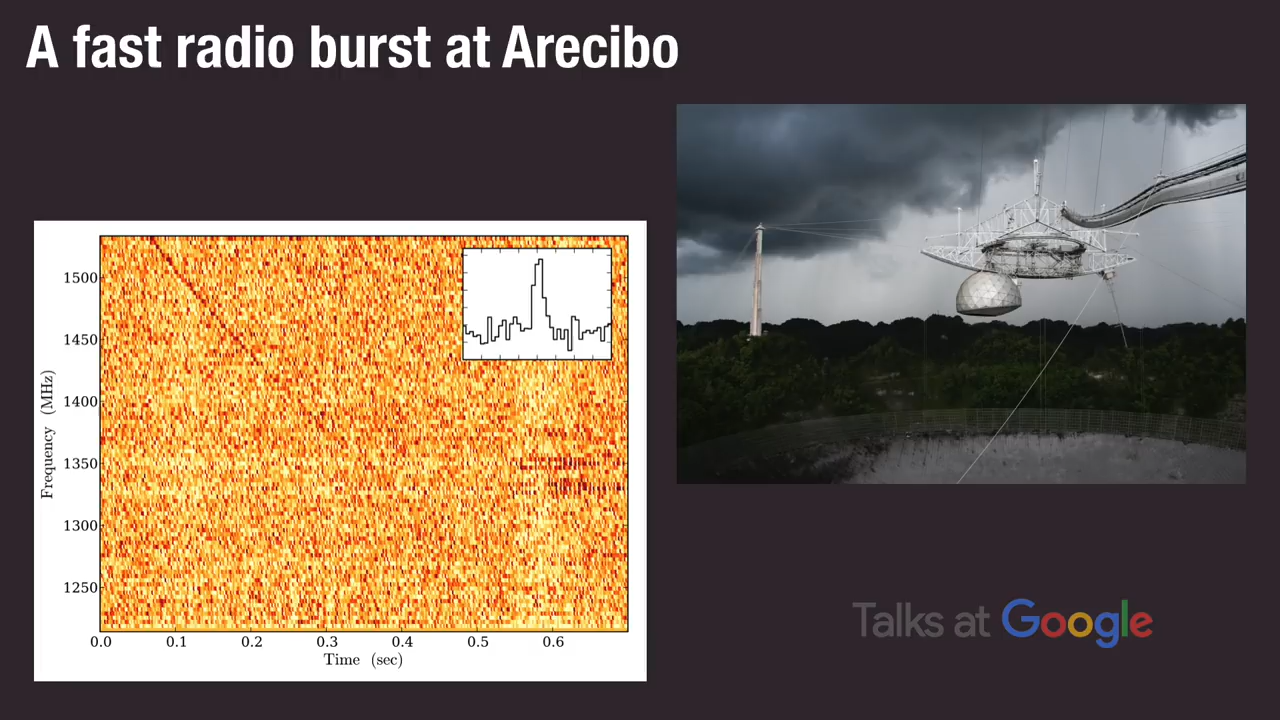 A fast radio burst at Arecibo
Frequency (MHz)
1500
1450
1400
1350
1300
1250
0.0 0.1 0.2 0.3 0.4 0.5 0.6
Time (sec)
Talks at Google